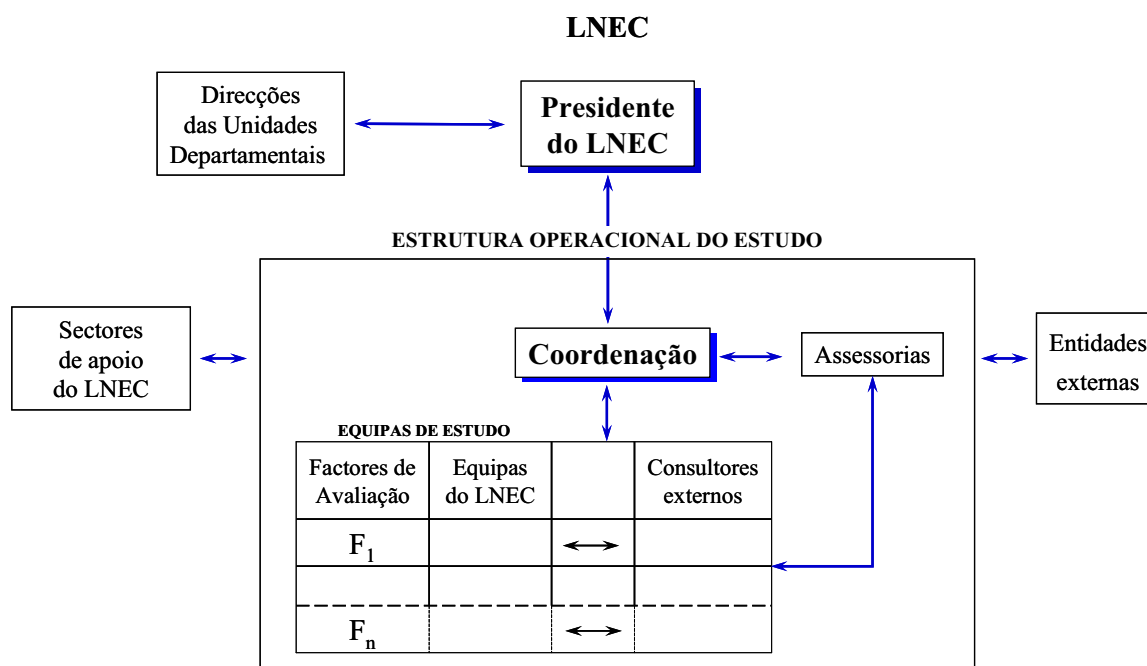 LNEC
Direcções
das Unidades
Departamentais
Presidente
do LNEC
ESTRUTURA OPERACIONAL DO ESTUDO
Sectores
de apoio
do LNEC
Coordenação
Assessorias
Entidades
externas
EQUIPAS DE ESTUDO
Factores de
Avaliação
Equipas
do LNEC
Consultores
externos
F1
Fn